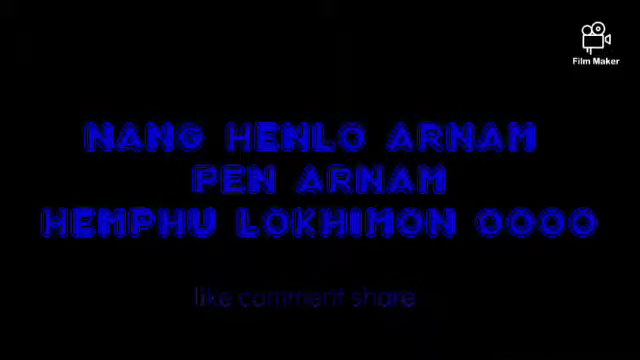 Film Maker
NANG HENLO ARNAM
PEN ARNAM
HEMPHU LOKHIMON OOOO
like comment share